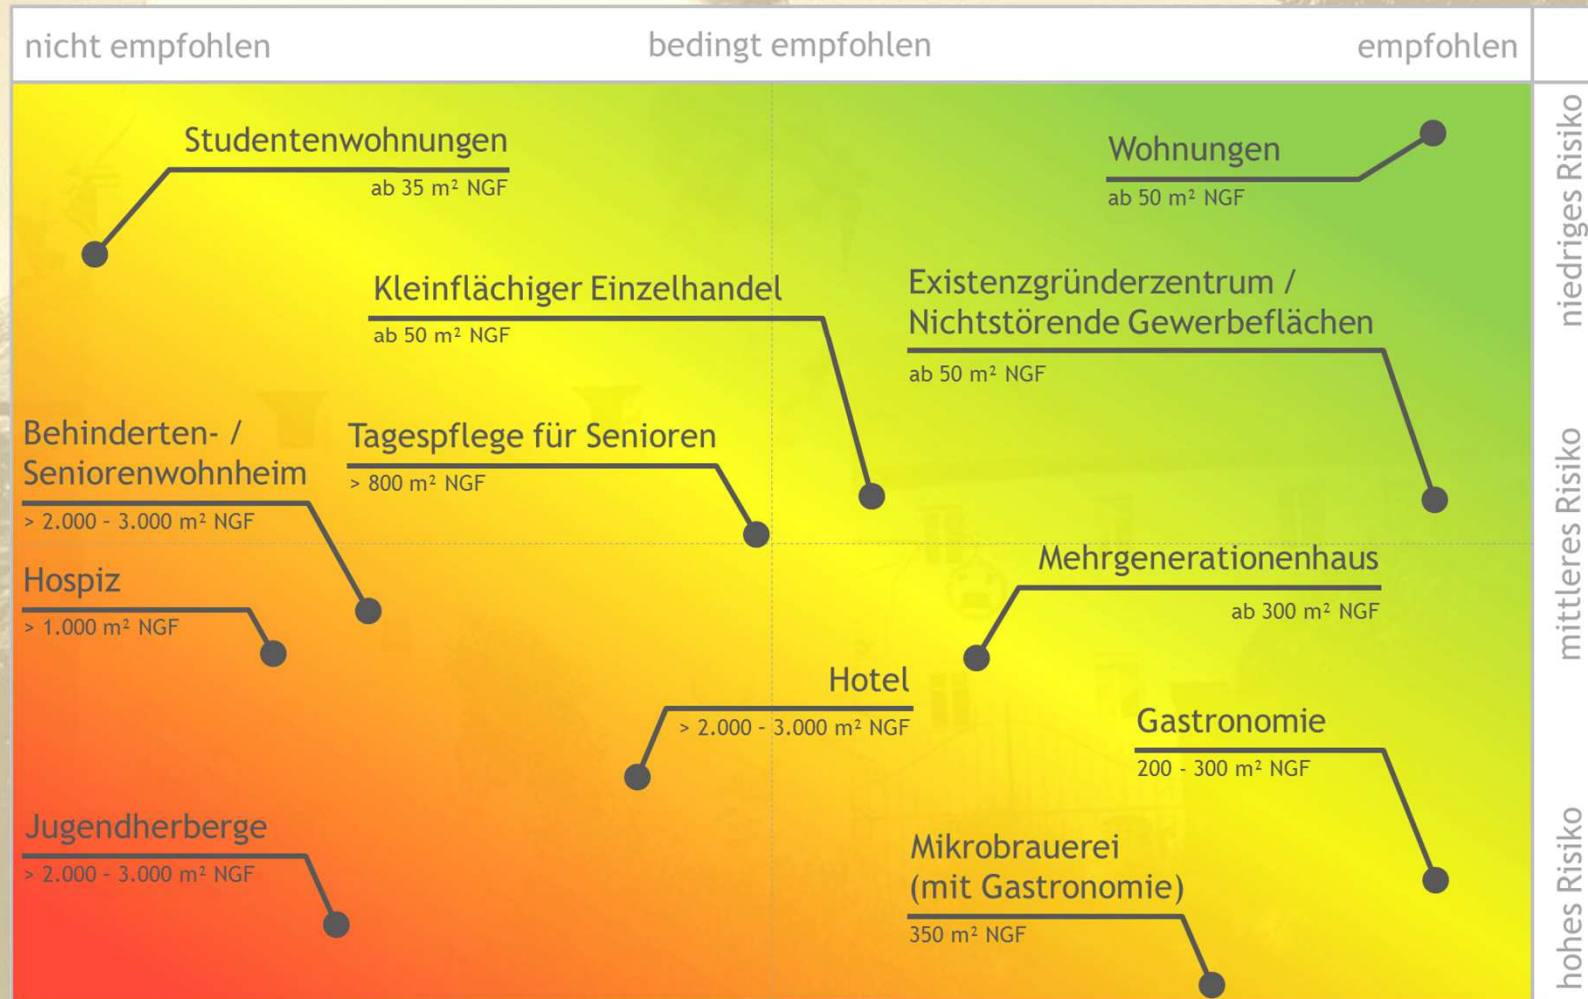 nicht empfohlen
bedingt empfohlen
empfohlen
Studentenwohnungen
ab 35 m² NGF
Wohnungen
ab 50 m² NGF
Kleinflächiger Einzelhandel
ab 50 m² NGF
Existenzgründerzentrum /
Nichtstörende Gewerbeflächen
ab 50 m² NGF
Behinderten- /
Seniorenwohnheim
> 2.000 - 3.000 m² NGF
Tagespflege für Senioren
> 800 m² NGF
Hospiz
> 1.000 m² NGF
Mehrgenerationenhaus
ab 300 m² NGF
Hotel
> 2.000 - 3.000 m² NGF
Gastronomie
200 - 300 m² NGF
Jugendherberge
> 2.000 - 3.000 m² NGF
Mikrobrauerei
(mit Gastronomie)
350 m² NGF
niedriges Risiko
mittleres Risiko
hohes Risiko